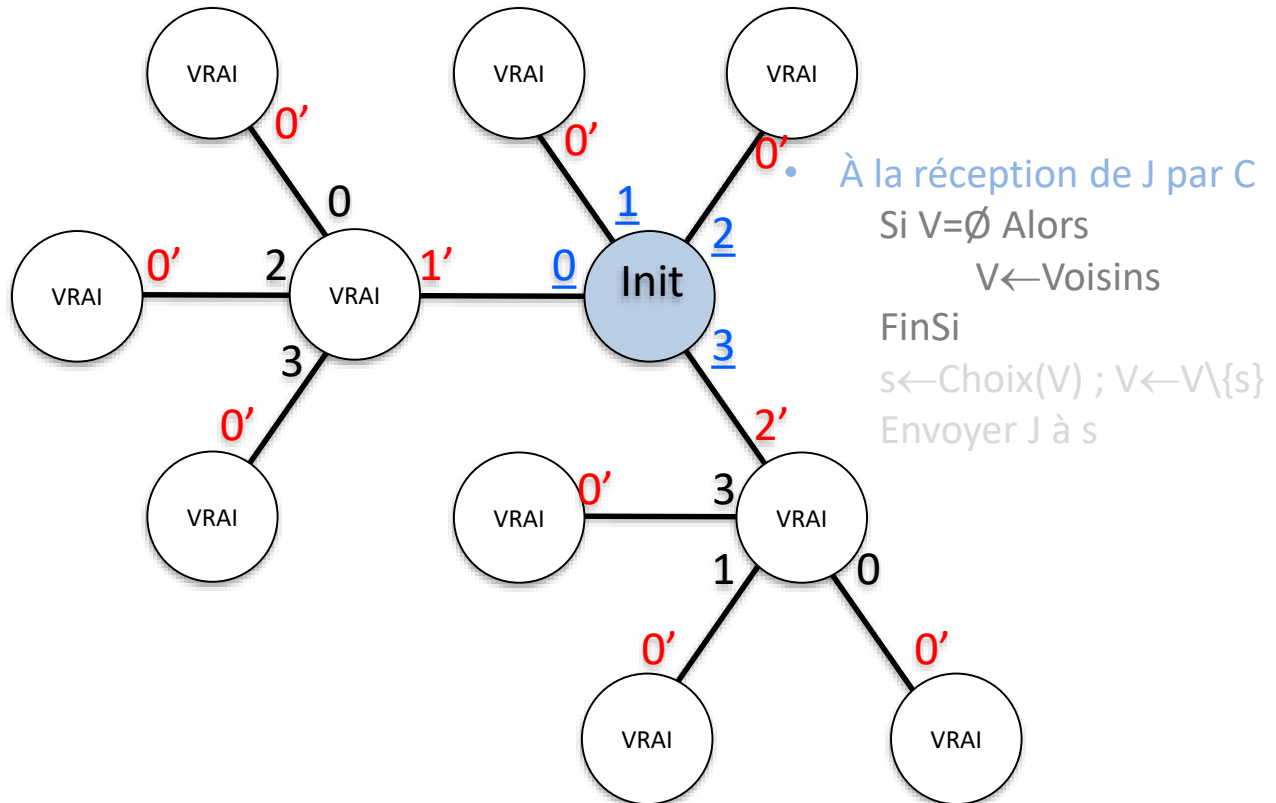 VRAI
VRAI
VRAI
0’
0’
0’
• À la réception de J par C
0
1
2
Si V=Ø Alors
VRAI
0’
2
VRAI
1’
0
Init
V←Voisins
3
3
FinSi
s←Choix(V) ; V←V\{s}
0’
2’
Envoyer J à s
VRAI
VRAI
0’
3
VRAI
1
0
0’
0’
VRAI
VRAI